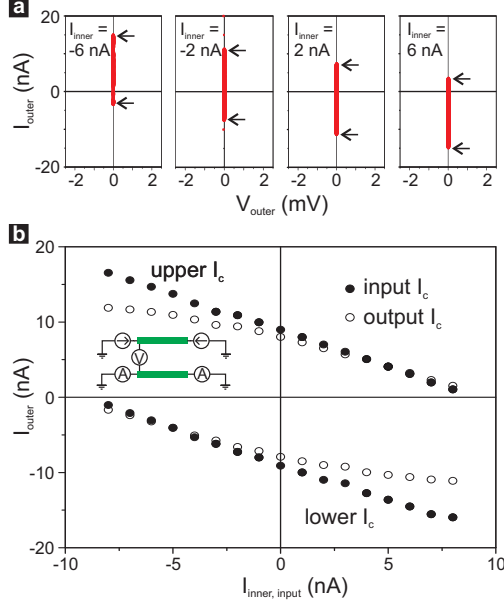 a
I_inner = -6 nA
I_inner = -2 nA
I_inner = 2 nA
I_inner = 6 nA
I_outer (nA)
20
0
-20
-2 0 2
-2 0 2
-2 0 2
-2 0 2
V_outer (mV)
b
20
10
0
-10
-20
I_outer (nA)
upper I_c
input I_c
output I_c
V
A
A
lower I_c
-10 -5 0 5 10
I_inner, input (nA)